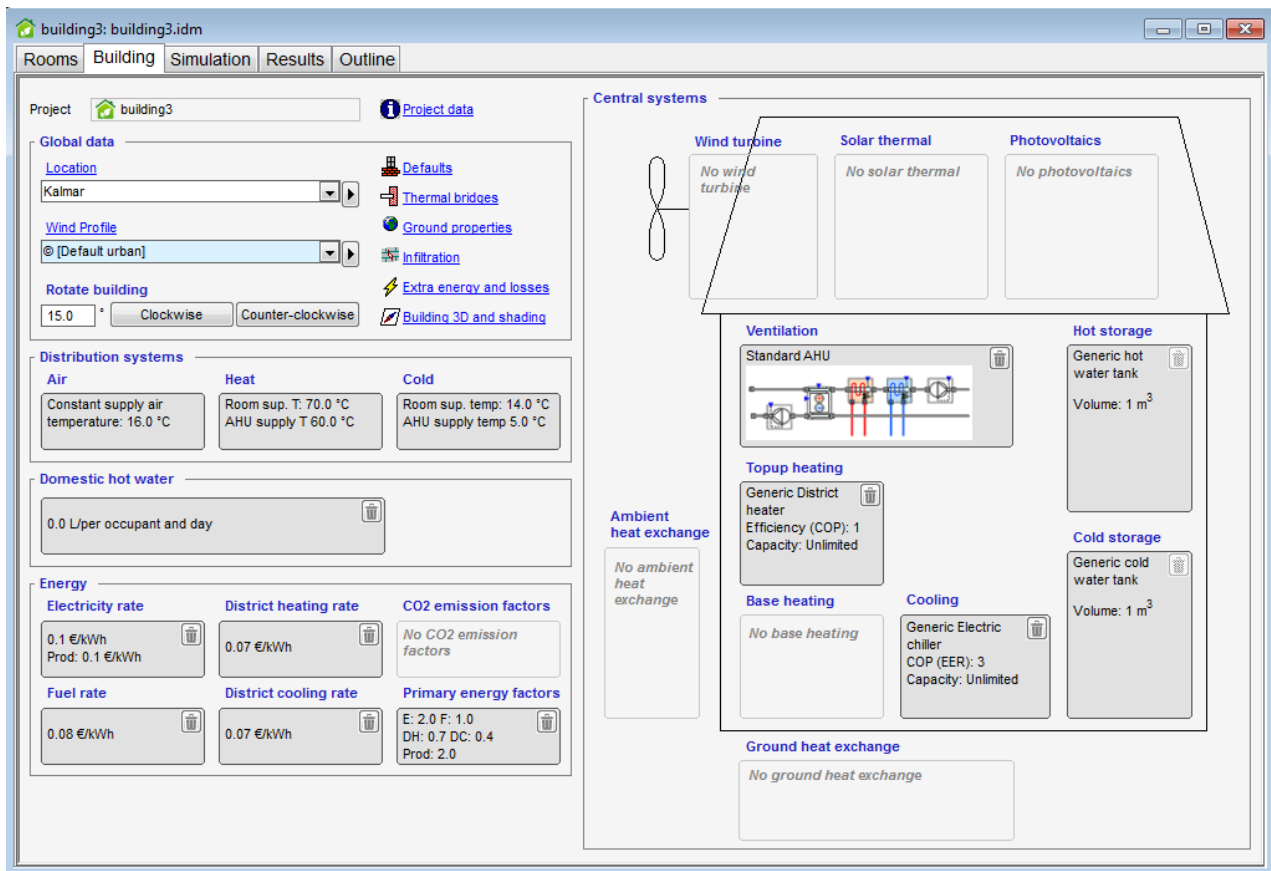 building3: building3.idm
Rooms Building Simulation Results Outline
Project building3 Project data
Global data
Location
Kalmar
Wind Profile
© [Default urban]
Rotate building
15.0 ° Clockwise Counter-clockwise
Defaults
Thermal bridges
Ground properties
Infiltration
Extra energy and losses
Building 3D and shading
Distribution systems
Air Heat Cold
Constant supply air
temperature: 16.0 °C
Room sup. T: 70.0 °C
AHU supply T 60.0 °C
Room sup. temp: 14.0 °C
AHU supply temp 5.0 °C
Domestic hot water
0.0 L/per occupant and day
Energy
Electricity rate District heating rate CO2 emission factors
0.1 €/kWh
Prod: 0.1 €/kWh
0.07 €/kWh
No CO2 emission
factors
Fuel rate District cooling rate Primary energy factors
0.08 €/kWh
0.07 €/kWh
E: 2.0 F: 1.0
DH: 0.7 DC: 0.4
Prod: 2.0
Central systems
Wind turbine Solar thermal Photovoltaics
No wind
turbine
No solar thermal
No photovoltaics
Ventilation
Standard AHU
Hot storage
Generic hot
water tank
Volume: 1 m³
Topup heating
Generic District
heater
Efficiency (COP): 1
Capacity: Unlimited
Ambient
heat exchange
No ambient
heat
exchange
Cold storage
Generic cold
water tank
Volume: 1 m³
Base heating
No base heating
Cooling
Generic Electric
chiller
COP (EER): 3
Capacity: Unlimited
Ground heat exchange
No ground heat exchange